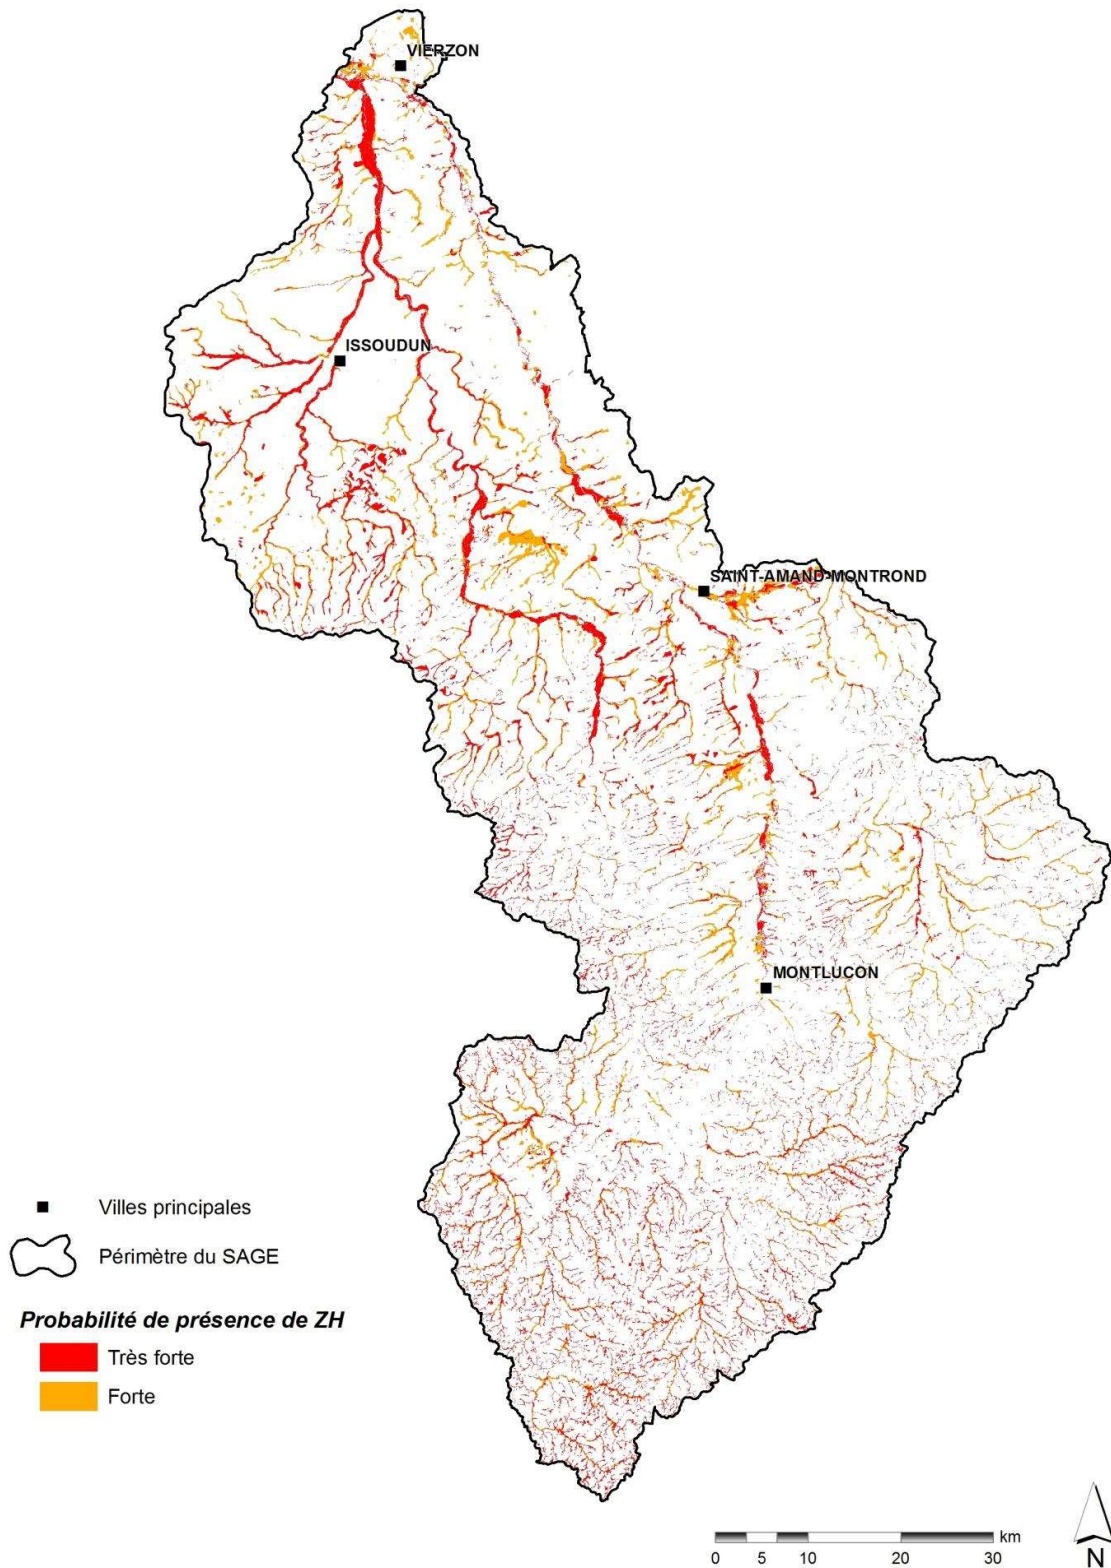 VIERZON
ISSOUDUN
SAINT-AMAND-MONTROND
MONTLUCON
Villes principales
Périmètre du SAGE
Probabilité de présence de ZH
Très forte
Forte
km
0 5 10 20 30
N